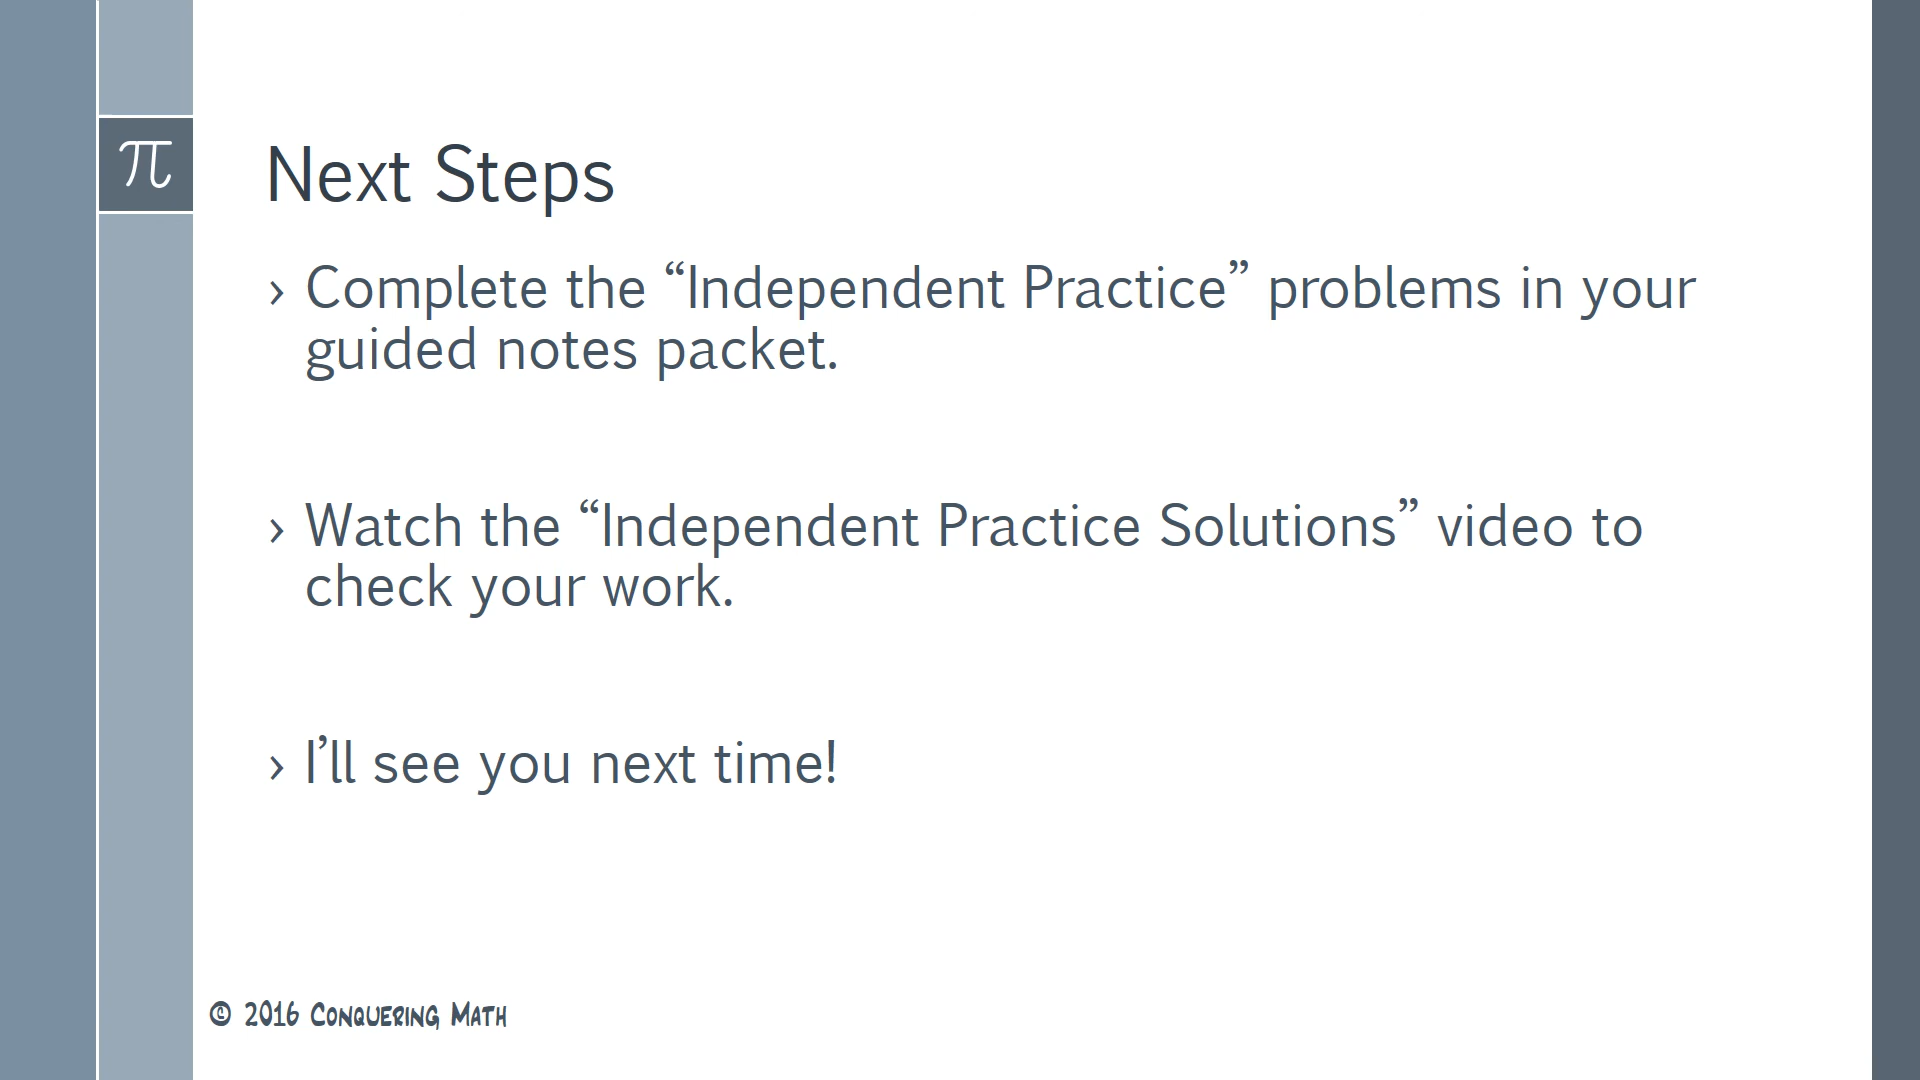 π
Next Steps
› Complete the “Independent Practice” problems in your
guided notes packet.
› Watch the “Independent Practice Solutions” video to
check your work.
› I’ll see you next time!
© 2016 Conquering Math